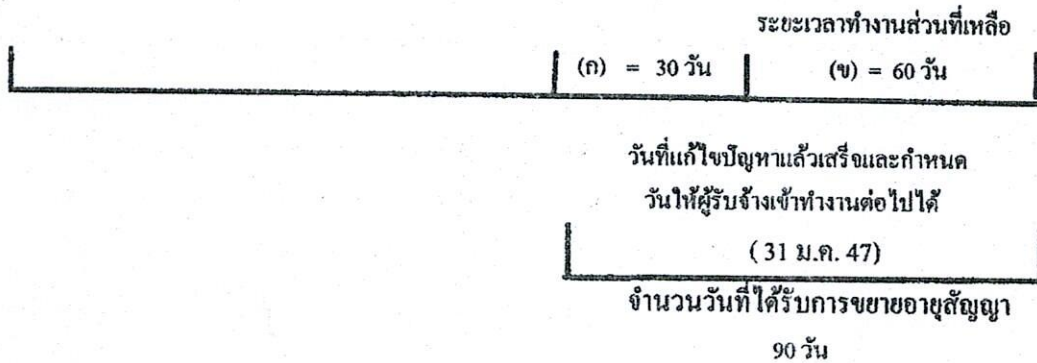 ระยะเวลาทำงานส่วนที่เหลือ
(ก) = 30 วัน (ข) = 60 วัน
วันที่แก้ไขปัญหาแล้วเสร็จและกำหนด
วันให้ผู้รับจ้างเข้าทำงานต่อไปได้
( 31 ม.ค. 47)
จำนวนวันที่ได้รับการขยายอายุสัญญา
90 วัน